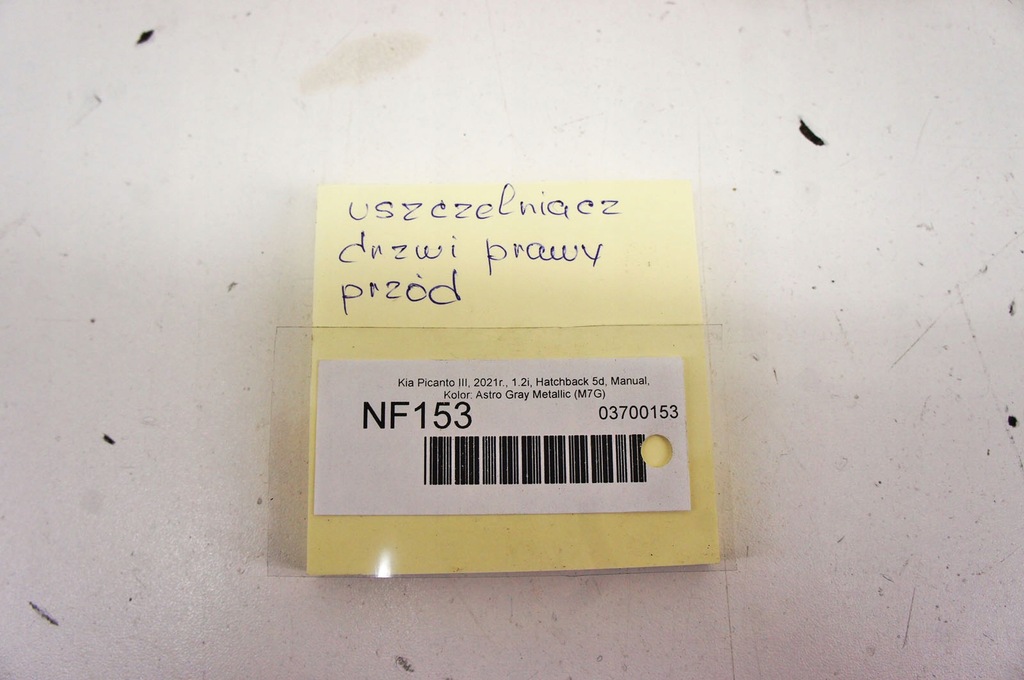 uszczelniacz
drzwi prawy
przód
Kia Picanto III, 2021r., 1.2i, Hatchback 5d, Manual,
Kolor: Astro Gray Metallic (M7G)
NF153 03700153